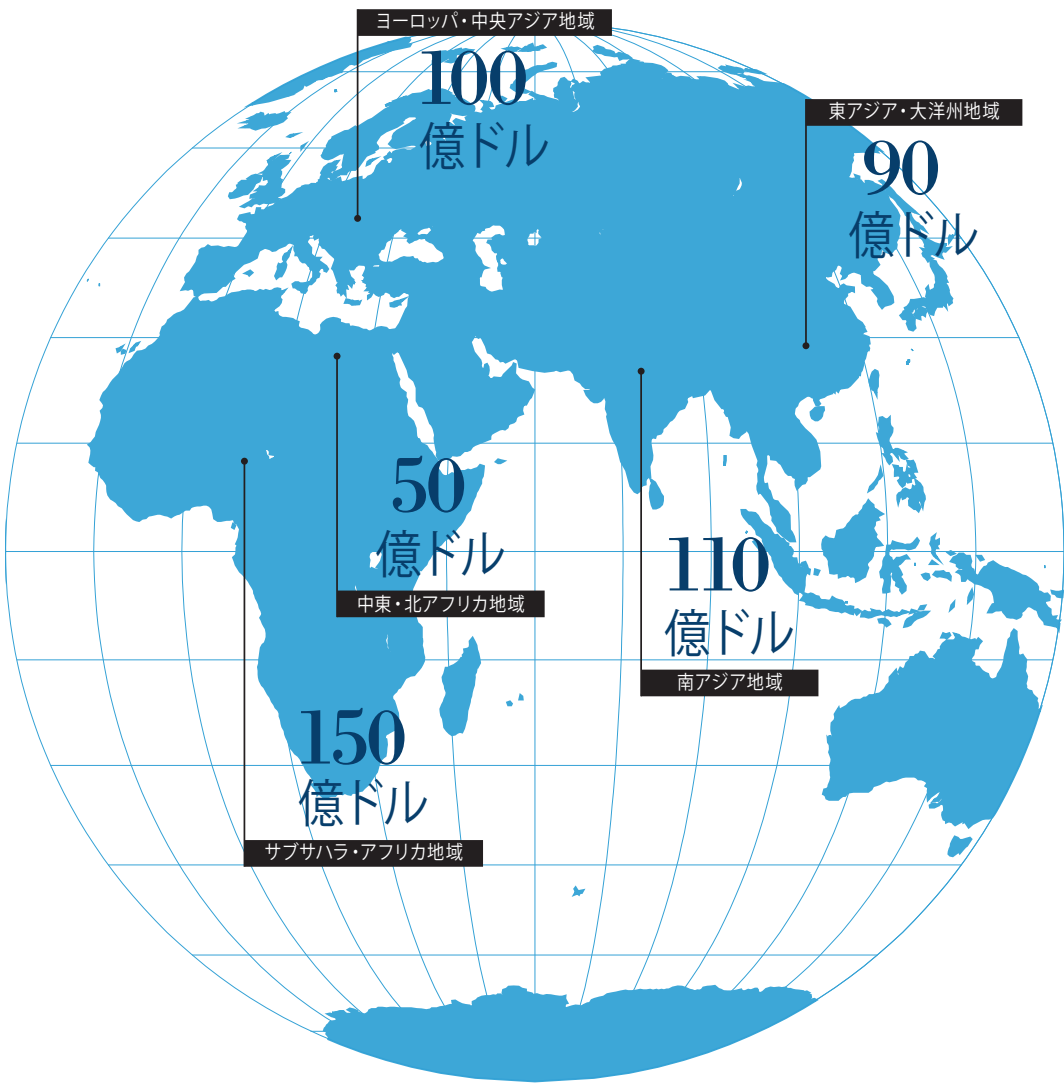 ヨーロッパ・中央アジア地域
100
億ドル
東アジア・大洋州地域
90
億ドル
50
億ドル
中東・北アフリカ地域
110
億ドル
南アジア地域
150
億ドル
サブサハラ・アフリカ地域